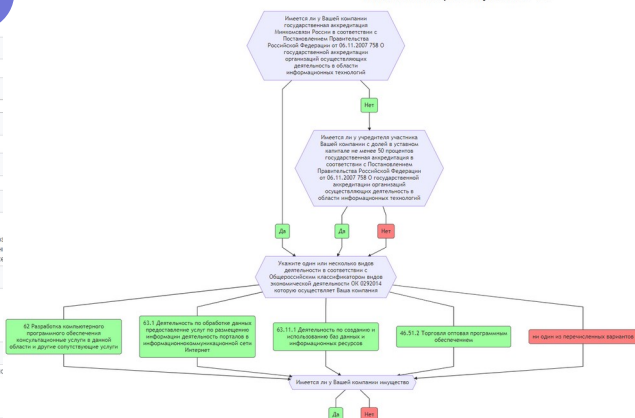 Имеется ли у Вашей компании
государственная аккредитация
Минкомсвязи России в соответствии с
Постановлением Правительства
Российской Федерации от 06.11.2007 758 О
государственной аккредитации
организаций осуществляющих
деятельность в области
информационных технологий
Нет
Имеется ли у учредителя участника
Вашей компании с долей в уставном
капитале не менее 50 процентов
государственная аккредитация в
соответствии с Постановлением
Правительства Российской Федерации
от 06.11.2007 758 О государственной
аккредитации организаций
осуществляющих деятельность в
области информационных технологий
Да
Да
Нет
Укажите один или несколько видов
деятельности в соответствии с
Общероссийским классификатором видов
экономической деятельности ОК 0292014
которую осуществляет Ваша компания
62 Разработка компьютерного
программного обеспечения
консультационные услуги в данной
области и другие сопутствующие услуги
63.1 Деятельность по обработке данных
предоставление услуг по размещению
информации деятельность порталов в
информационнокоммуникационной сети
Интернет
63.11.1 Деятельность по созданию и
использованию баз данных и
информационных ресурсов
46.51.2 Торговля оптовая программным
обеспечением
ни один из перечисленных вариантов
Имеется ли у Вашей компании имущество
Да
Нет